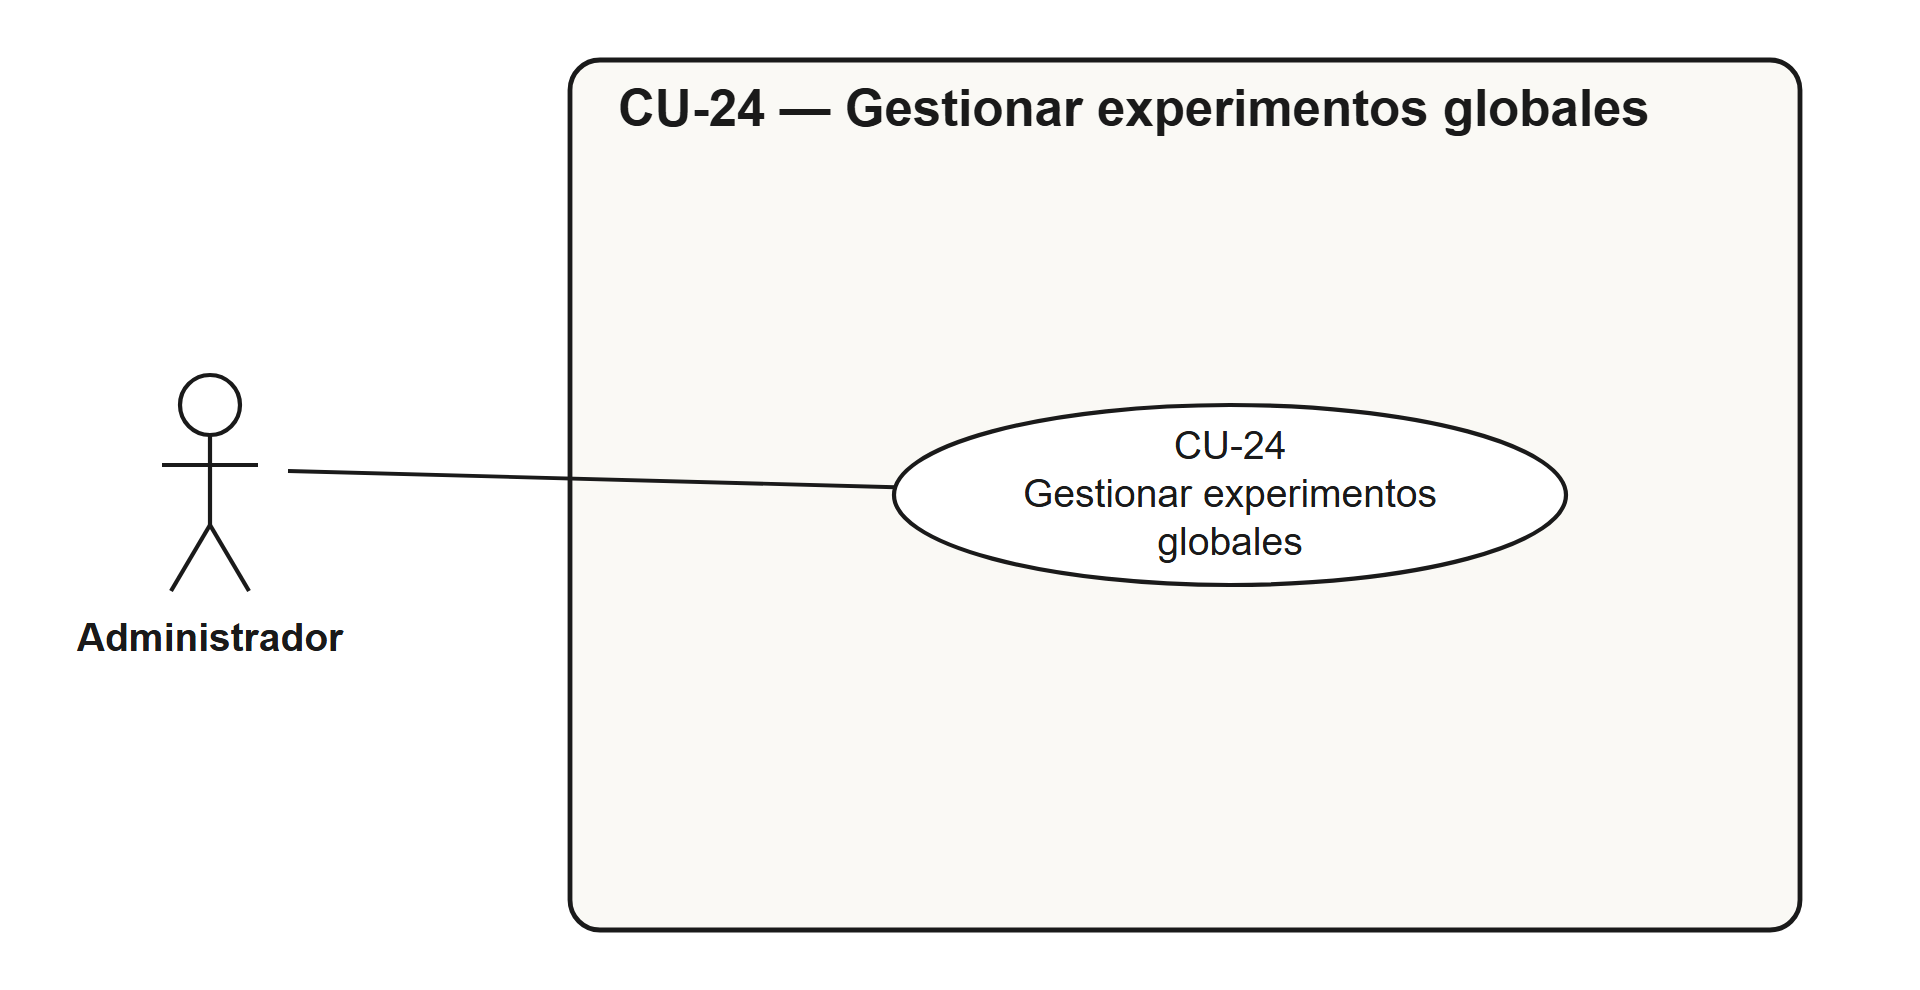 CU-24 — Gestionar experimentos globales
CU-24
Gestionar experimentos
globales
Administrador